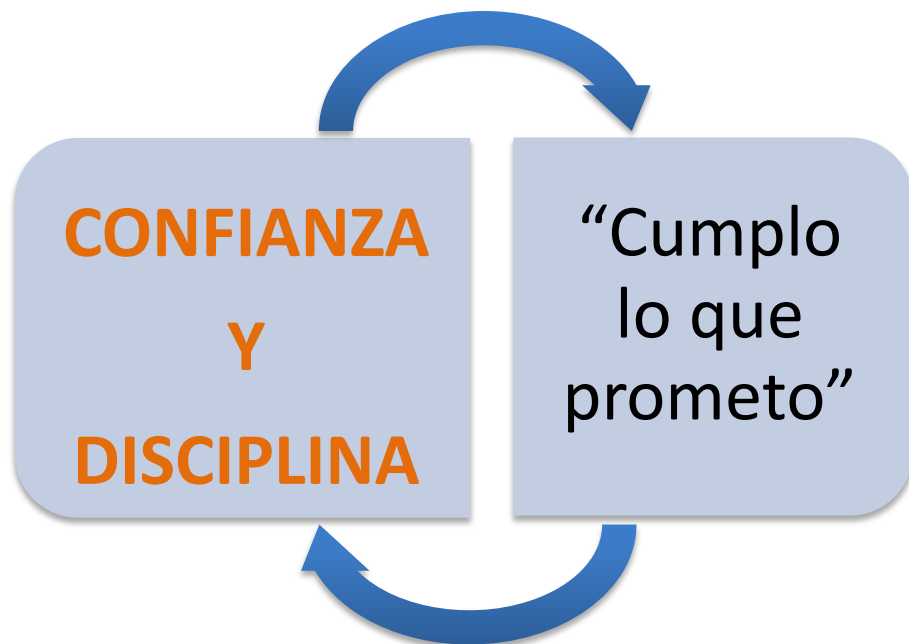 CONFIANZA
Y
DISCIPLINA
“Cumplo
lo que
prometo”